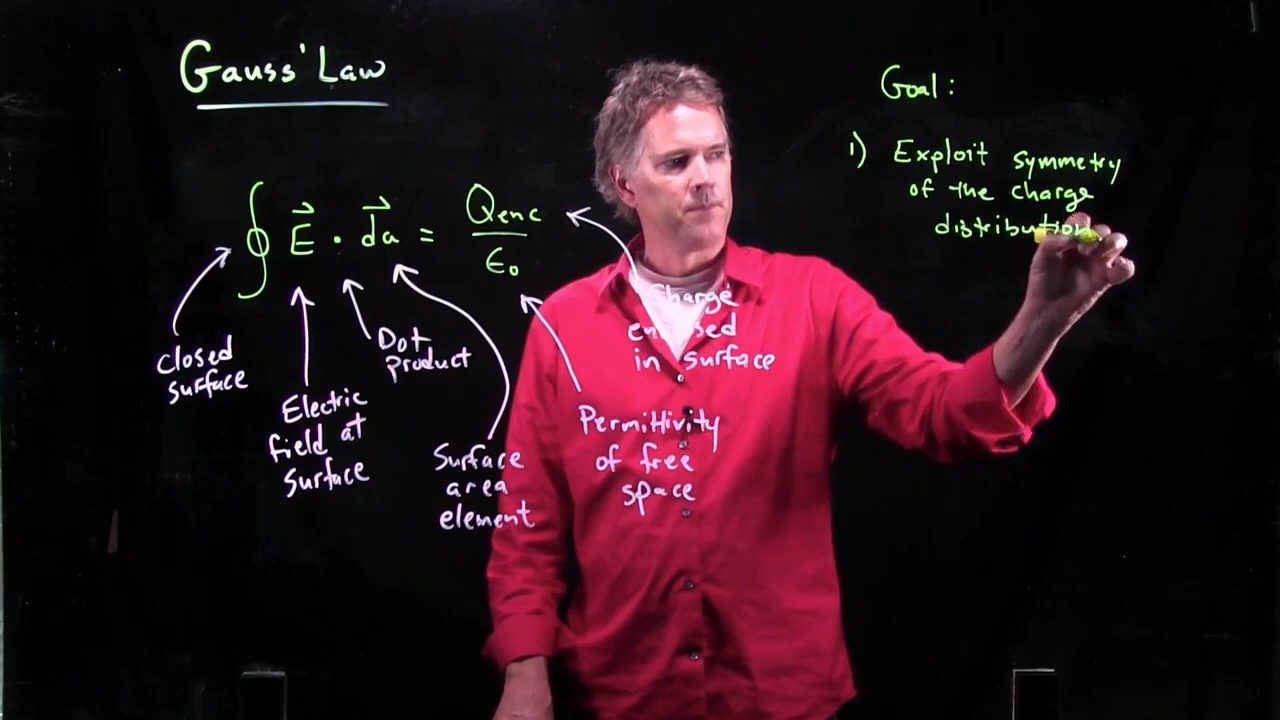 Gauss' Law
∮ E⃗ · da⃗ = Qenc / ε₀
closed
surface
Electric
field at
surface
Dot
product
Surface
area
element
Charge
in surface
Permittivity
of free
space
Goal:
1) Exploit symmetry
of the charge
distribution